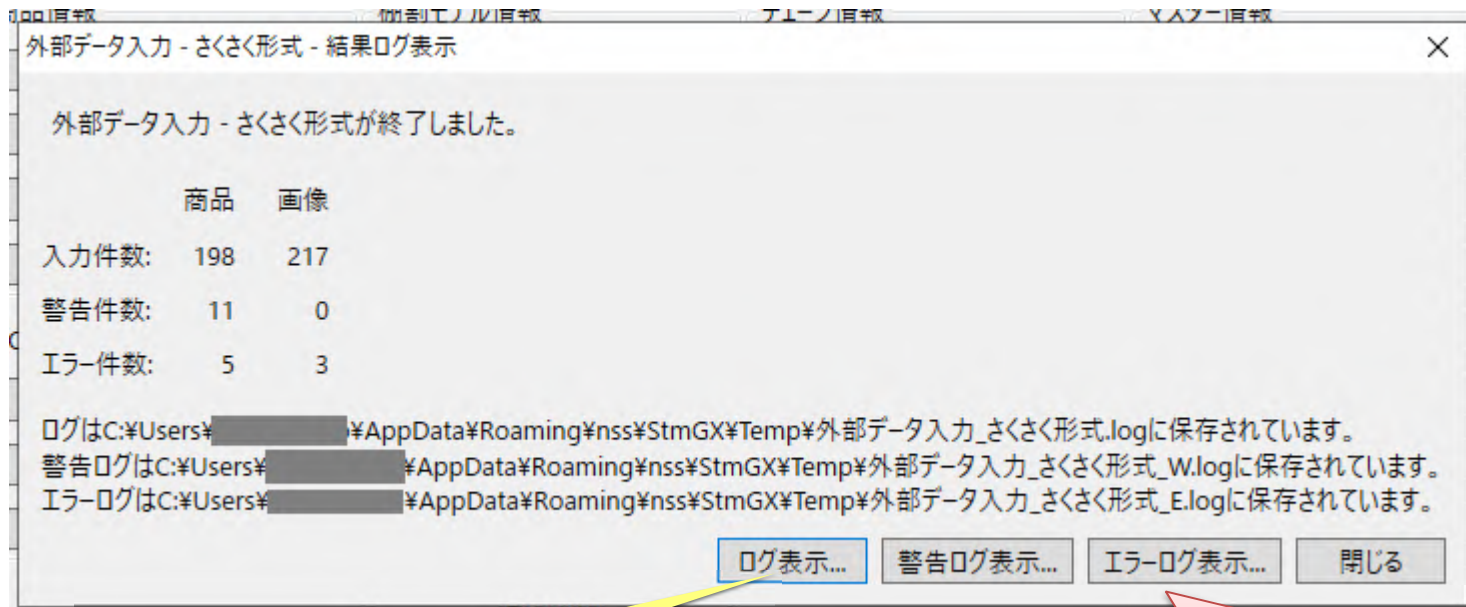 外部データ入力 - さくさく形式 - 結果ログ表示
外部データ入力 - さくさく形式が終了しました。
商品 画像
入力件数: 198 217
警告件数: 11 0
エラー件数: 5 3
ログはC:¥Users¥ ¥AppData¥Roaming¥nss¥StmGX¥Temp¥外部データ入力_さくさく形式.logに保存されています。
警告ログはC:¥Users¥ ¥AppData¥Roaming¥nss¥StmGX¥Temp¥外部データ入力_さくさく形式_W.logに保存されています。
エラーログはC:¥Users¥ ¥AppData¥Roaming¥nss¥StmGX¥Temp¥外部データ入力_さくさく形式_E.logに保存されています。
ログ表示... 警告ログ表示... エラーログ表示... 閉じる